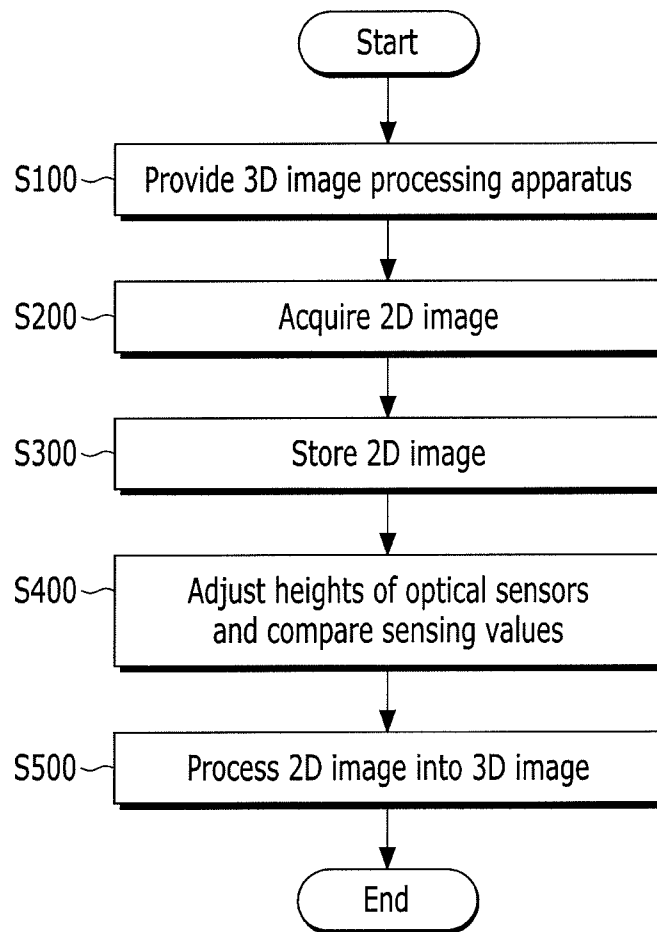 Start
S100 Provide 3D image processing apparatus
S200 Acquire 2D image
S300 Store 2D image
S400 Adjust heights of optical sensors
and compare sensing values
S500 Process 2D image into 3D image
End